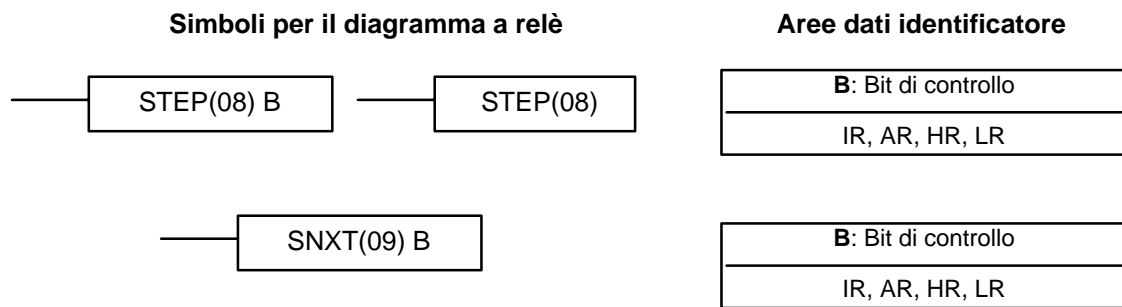 Simboli per il diagramma a relè
Aree dati identificatore
STEP(08) B
STEP(08)
B: Bit di controllo
IR, AR, HR, LR
SNXT(09) B
B: Bit di controllo
IR, AR, HR, LR